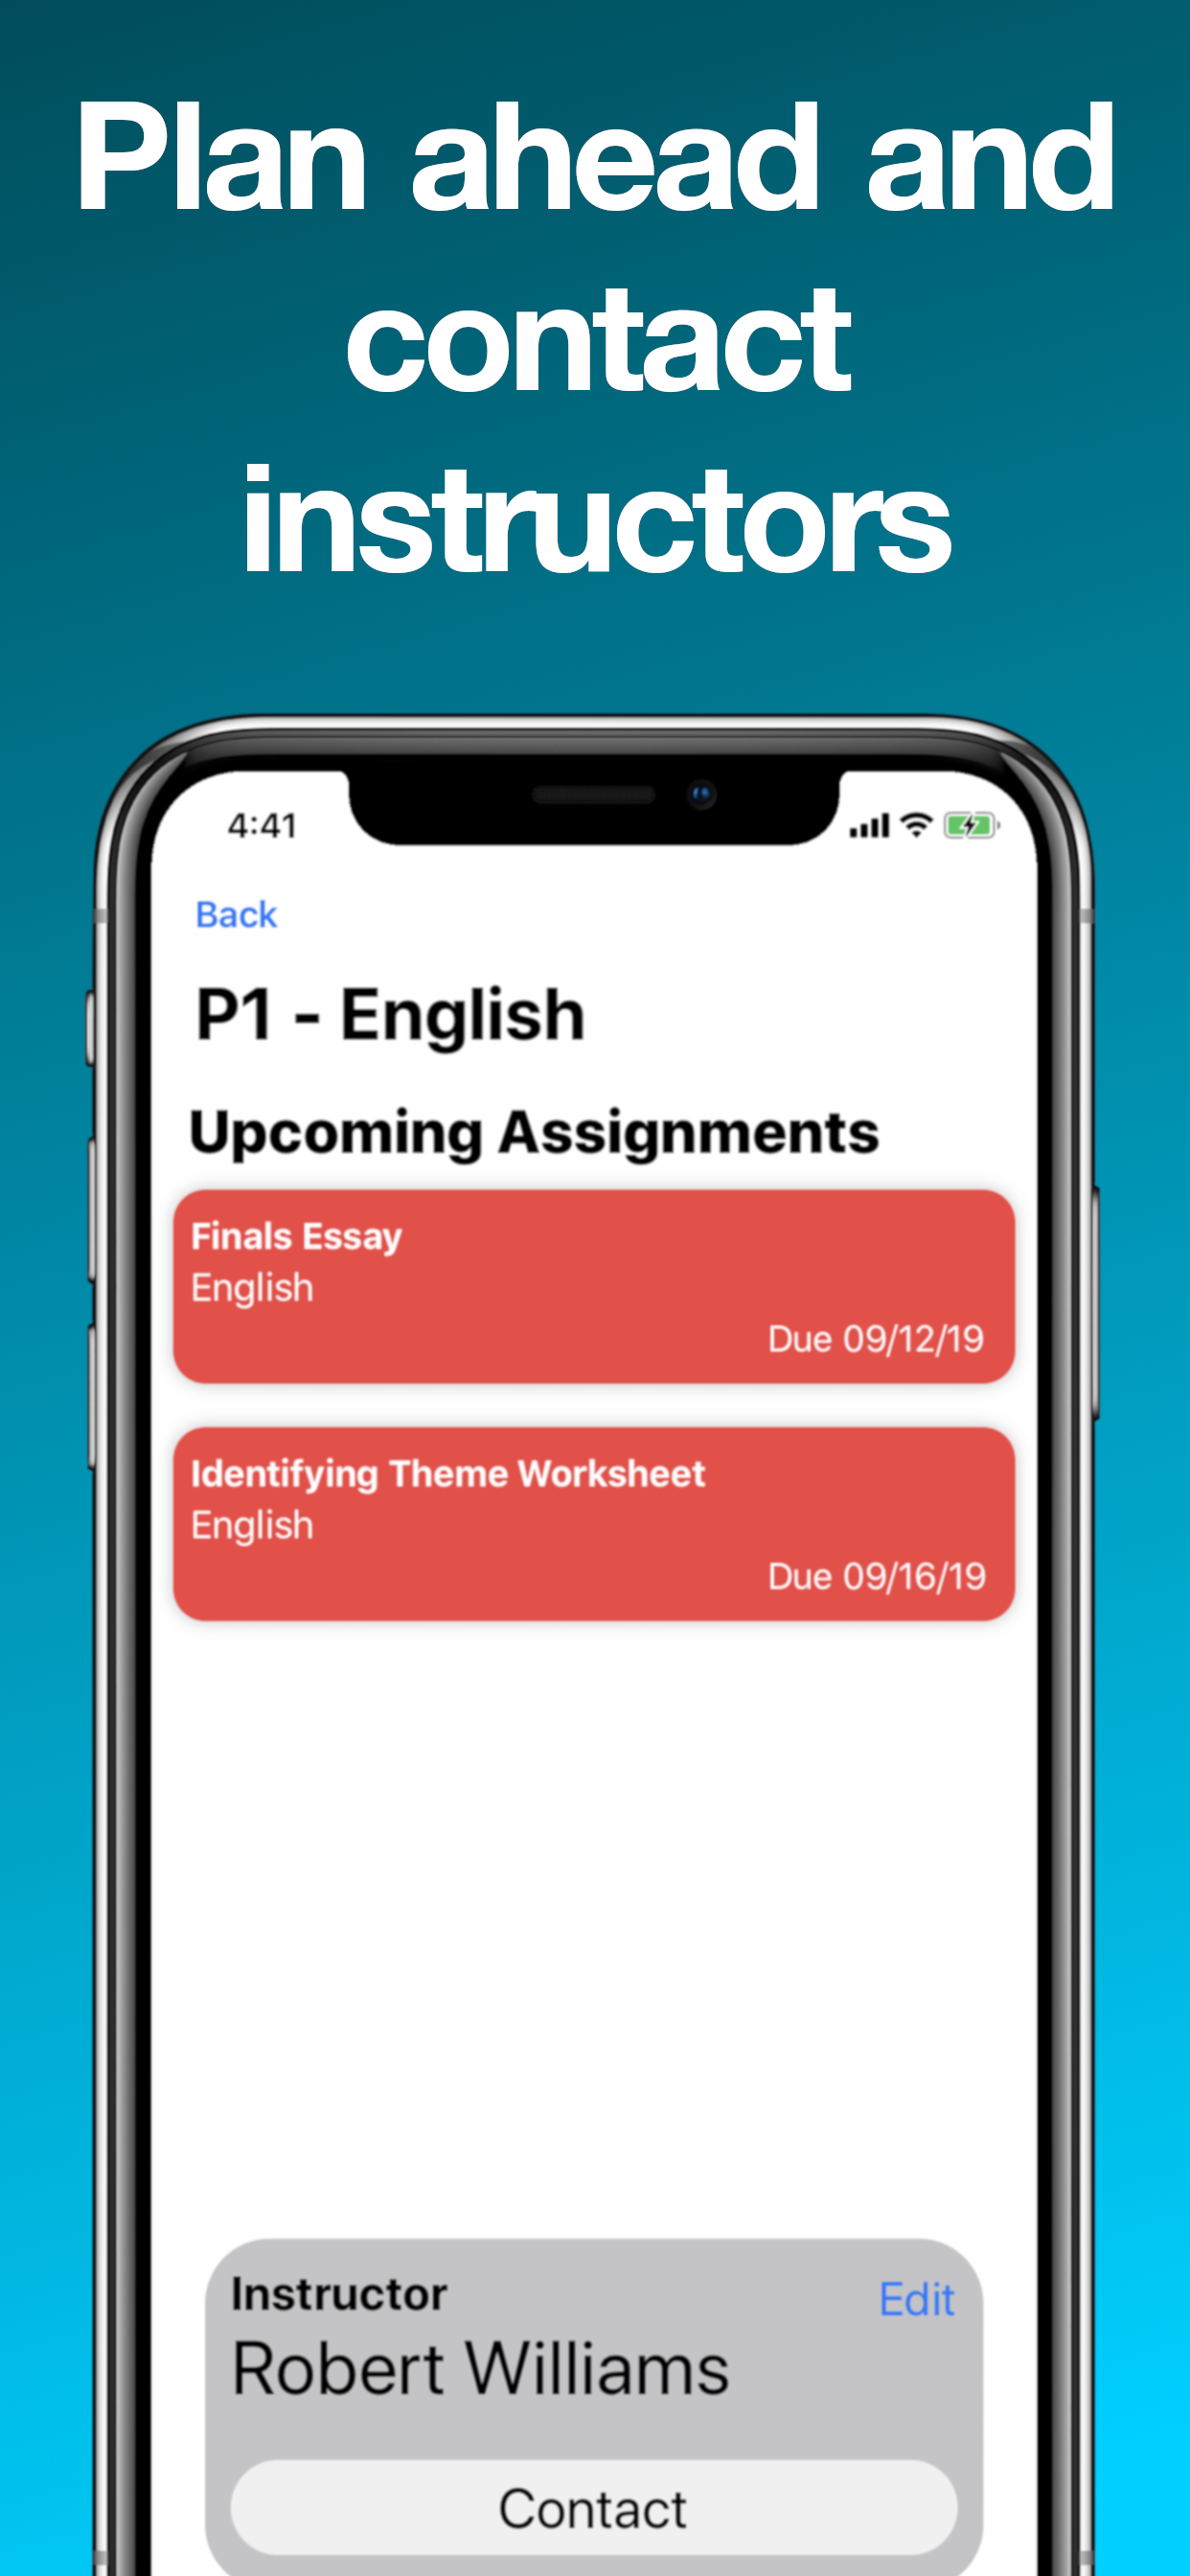 Plan ahead and
contact
instructors
4:41
Back
P1 - English
Upcoming Assignments
Finals Essay
English
Due 09/12/19
Identifying Theme Worksheet
English
Due 09/16/19
Instructor
Edit
Robert Williams
Contact